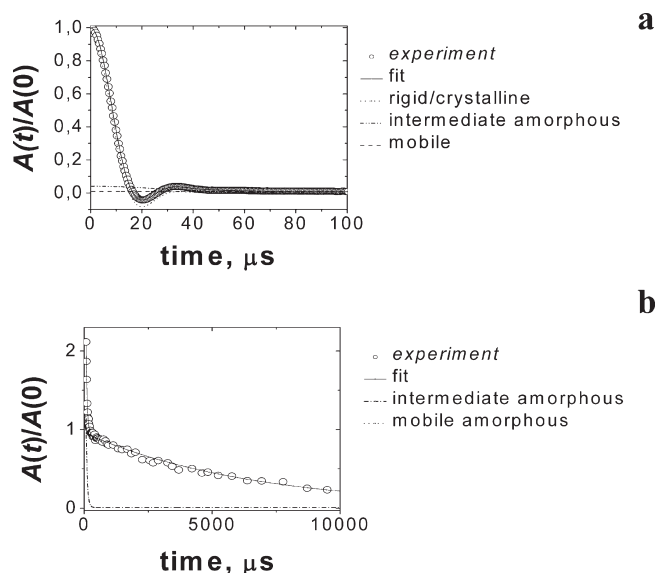 a
1,0
0,8
0,6
0,4
0,2
0,0
A(t)/A(0)
0 20 40 60 80 100
time, μs
experiment
fit
rigid/crystalline
intermediate amorphous
mobile
b
2
1
0
A(t)/A(0)
0 5000 10000
time, μs
experiment
fit
intermediate amorphous
mobile amorphous